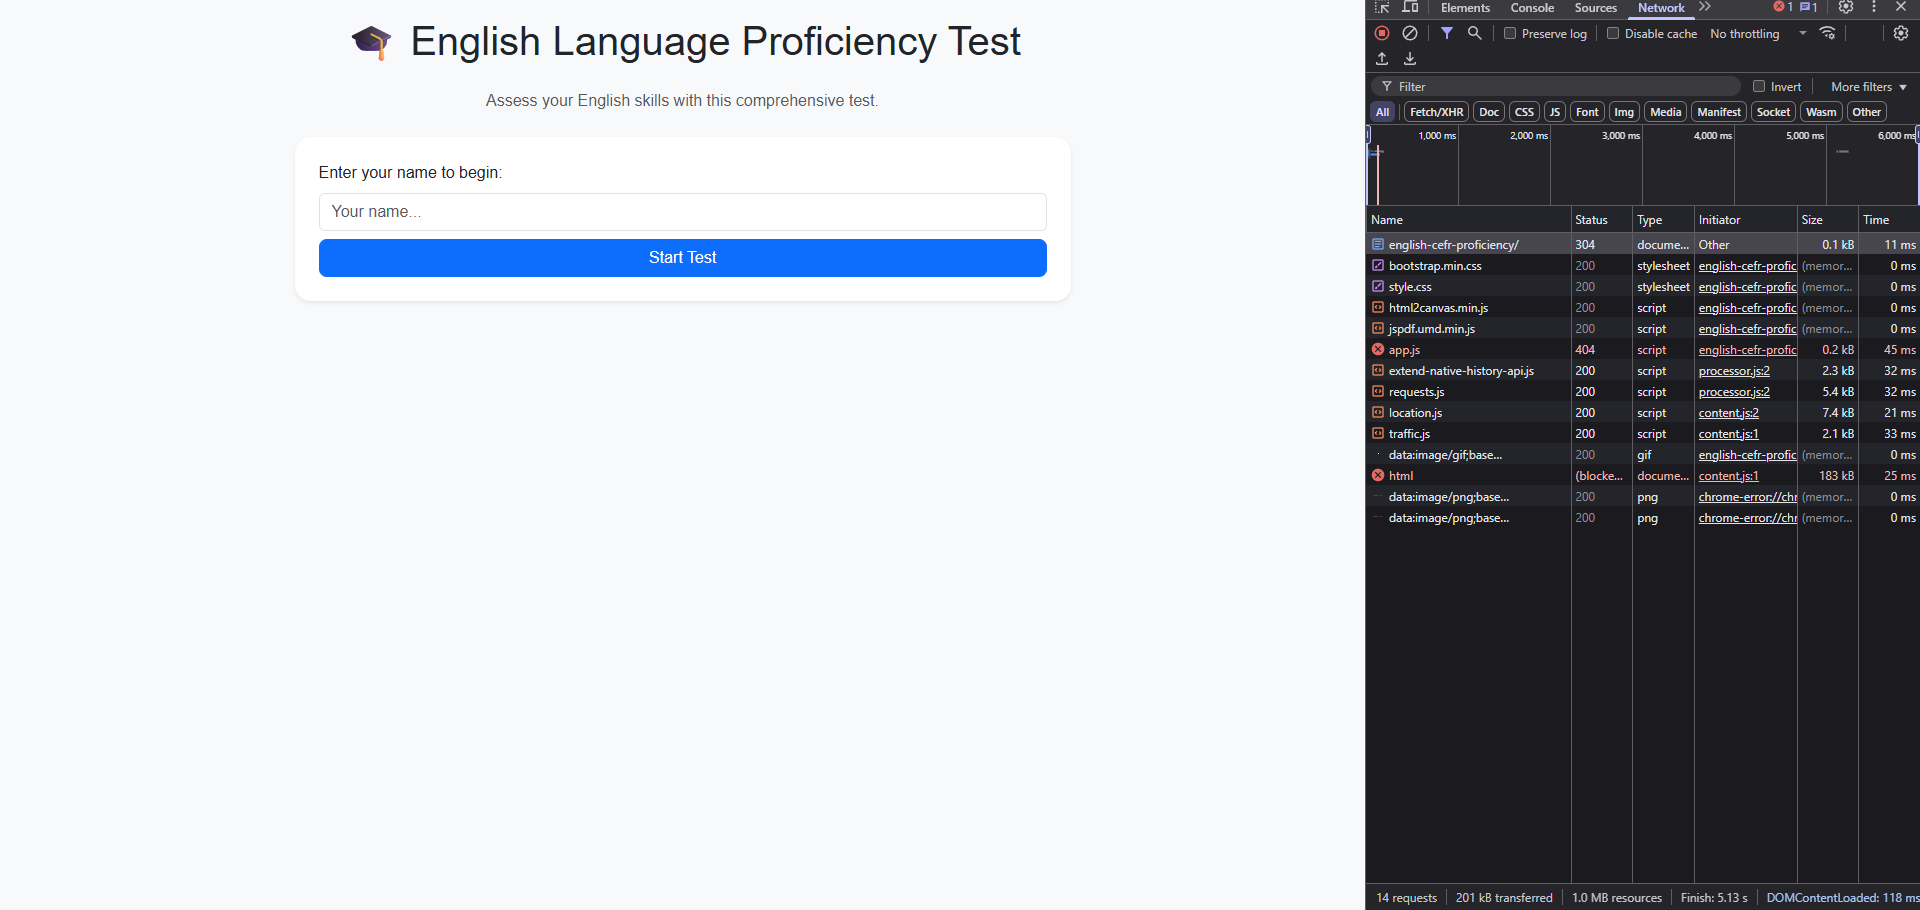 English Language Proficiency Test
Assess your English skills with this comprehensive test.
Enter your name to begin:
Your name...
Start Test
Elements Console Sources Network 1 1
Preserve log Disable cache No throttling
Filter Invert More filters
All Fetch/XHR Doc CSS JS Font Img Media Manifest Socket Wasm Other
1,000 ms 2,000 ms 3,000 ms 4,000 ms 5,000 ms 6,000 ms
Name Status Type Initiator Size Time
english-cefr-proficiency/ 304 docume... Other 0.1 kB 11 ms
bootstrap.min.css 200 stylesheet english-cefr-profic (memor... 0 ms
style.css 200 stylesheet english-cefr-profic (memor... 0 ms
html2canvas.min.js 200 script english-cefr-profic (memor... 0 ms
jspdf.umd.min.js 200 script english-cefr-profic (memor... 0 ms
app.js 404 script english-cefr-profic 0.2 kB 45 ms
extend-native-history-api.js 200 script processor.js:2 2.3 kB 32 ms
requests.js 200 script processor.js:2 5.4 kB 32 ms
location.js 200 script content.js:2 7.4 kB 21 ms
traffic.js 200 script content.js:1 2.1 kB 33 ms
data:image/gif;base... 200 gif english-cefr-profic (memor... 0 ms
html (blocke... docume... content.js:1 183 kB 25 ms
data:image/png;base... 200 png chrome-error://chr (memor... 0 ms
data:image/png;base... 200 png chrome-error://chr (memor... 0 ms
14 requests 201 kB transferred 1.0 MB resources Finish: 5.13 s DOMContentLoaded: 118 ms